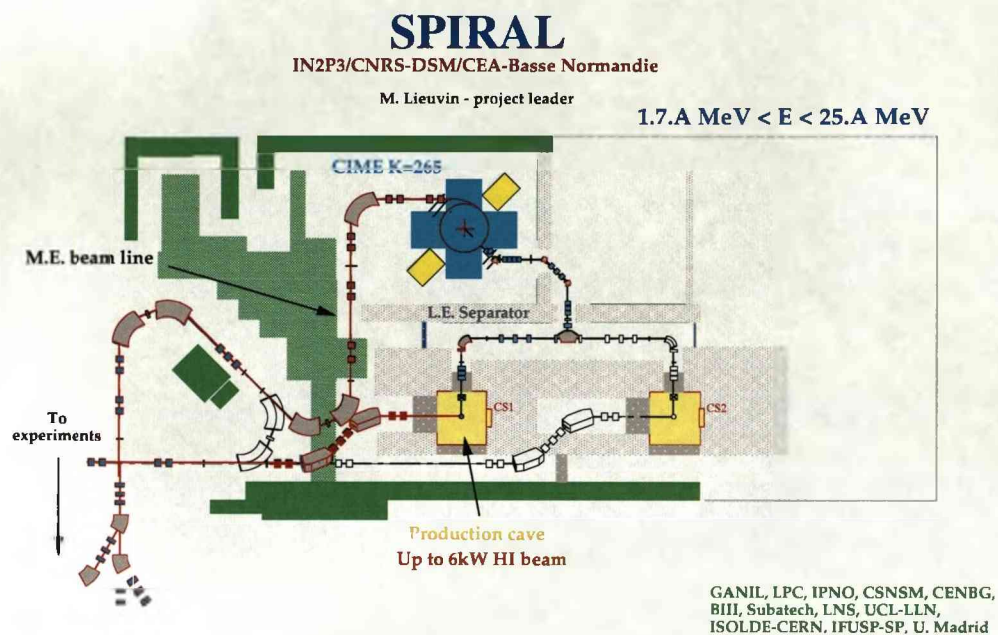 SPIRAL
IN2P3/CNRS-DSM/CEA-Basse Normandie
M. Lieuvin - project leader
1.7.A MeV < E < 25.A MeV
CIME K=265
M.E. beam line
L.E. Separator
CS1
CS2
To
experiments
Production cave
Up to 6kW HI beam
GANIL, LPC, IPNO, CSNSM, CENBG,
BIII, Subatech, LNS, UCL-LLN,
ISOLDE-CERN, IFUSP-SP, U. Madrid